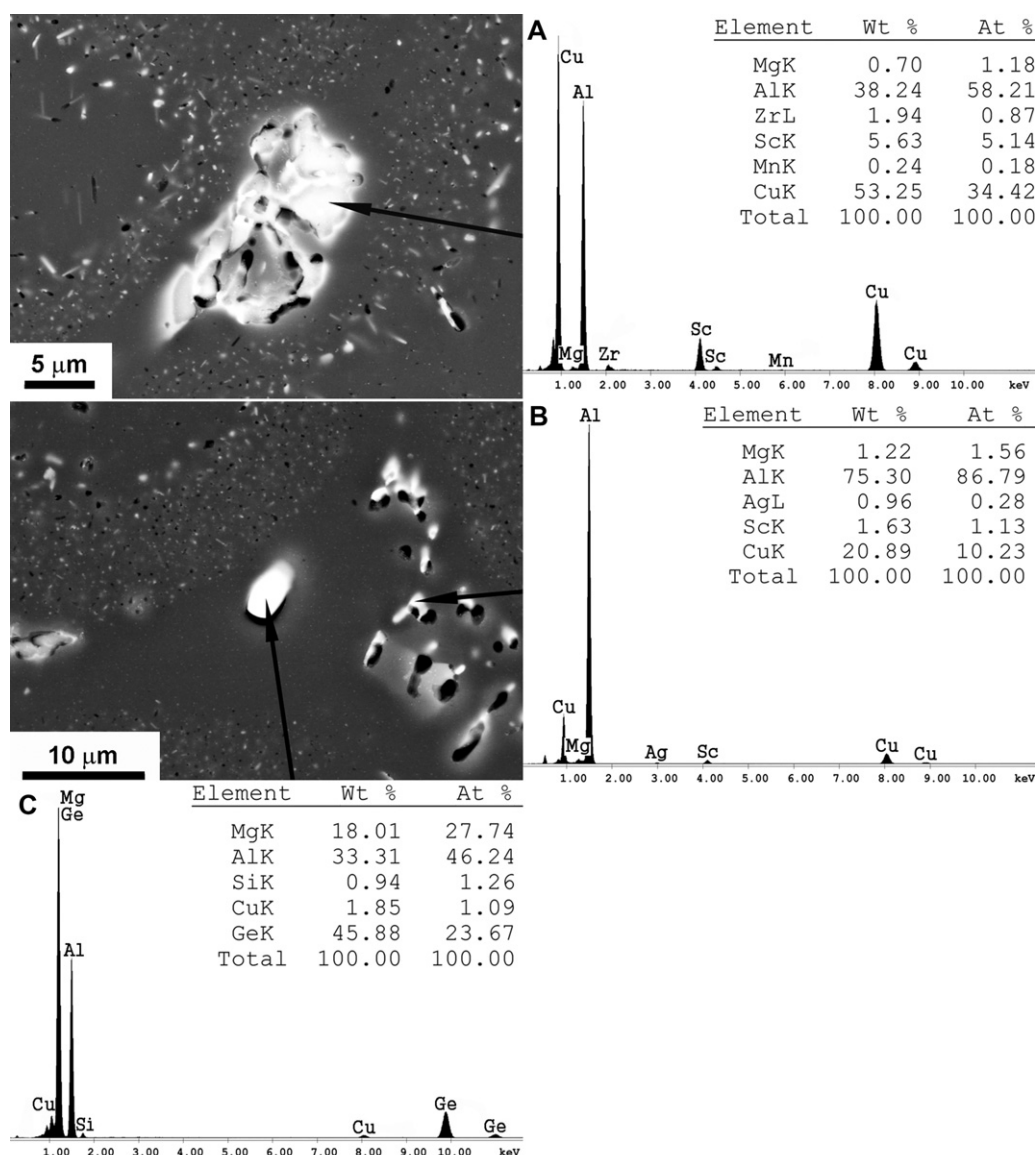 A
Element Wt % At %
MgK 0.70 1.18
AlK 38.24 58.21
ZrL 1.94 0.87
ScK 5.63 5.14
MnK 0.24 0.18
CuK 53.25 34.42
Total 100.00 100.00
Cu
Al
Cu
Sc
Mg Zr Sc Mn Cu
1.00 2.00 3.00 4.00 5.00 6.00 7.00 8.00 9.00 10.00 keV
5 µm
B
Element Wt % At %
MgK 1.22 1.56
AlK 75.30 86.79
AgL 0.96 0.28
ScK 1.63 1.13
CuK 20.89 10.23
Total 100.00 100.00
Al
Cu
Mg Ag Sc Cu Cu
1.00 2.00 3.00 4.00 5.00 6.00 7.00 8.00 9.00 10.00 keV
10 µm
C
Element Wt % At %
MgK 18.01 27.74
AlK 33.31 46.24
SiK 0.94 1.26
CuK 1.85 1.09
GeK 45.88 23.67
Total 100.00 100.00
Mg
Ge
Al
Cu
Si Cu Ge Ge
1.00 2.00 3.00 4.00 5.00 6.00 7.00 8.00 9.00 10.00 keV